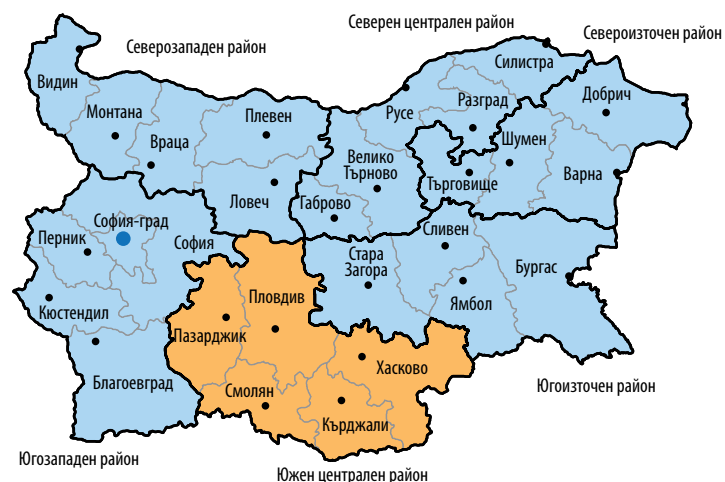 Северен централен район
Североизточен район
Северозападен район
Видин
Силистра
Добрич
Монтана
Плевен
Русе
Разград
Враца
Шумен
Велико
Търново
Ловеч
Габрово
Търговище
Варна
София-град
Перник
София
Стара
Загора
Сливен
Бургас
Кюстендил
Пловдив
Ямбол
Пазарджик
Хасково
Благоевград
Смолян
Кърджали
Югоизточен район
Югозападен район
Южен централен район